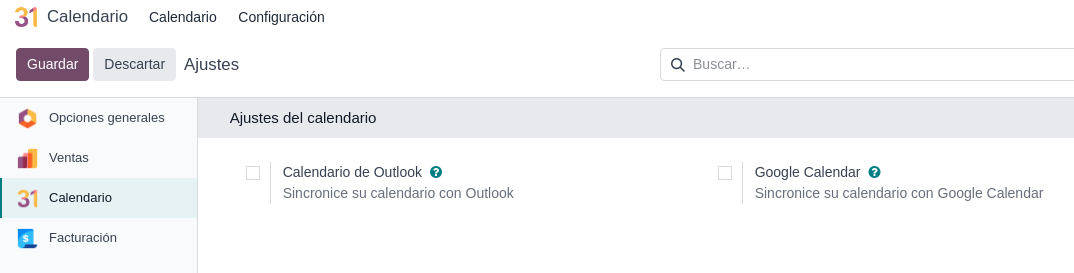 31 Calendario Calendario Configuración
Guardar Descartar Ajustes Buscar...
Opciones generales
Ajustes del calendario
Ventas
31 Calendario
Facturación
Calendario de Outlook ?
Sincronice su calendario con Outlook
Google Calendar ?
Sincronice su calendario con Google Calendar